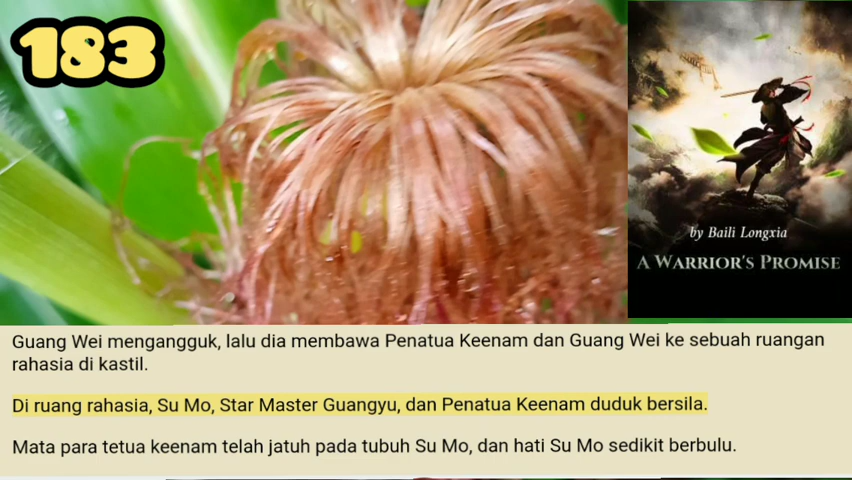 183
by Baili Longxia
A WARRIOR'S PROMISE
Guang Wei mengangguk, lalu dia membawa Penatua Keenam dan Guang Wei ke sebuah ruangan
rahasia di kastil.
Di ruang rahasia, Su Mo, Star Master Guangyu, dan Penatua Keenam duduk bersila.
Mata para tetua keenam telah jatuh pada tubuh Su Mo, dan hati Su Mo sedikit berbulu.